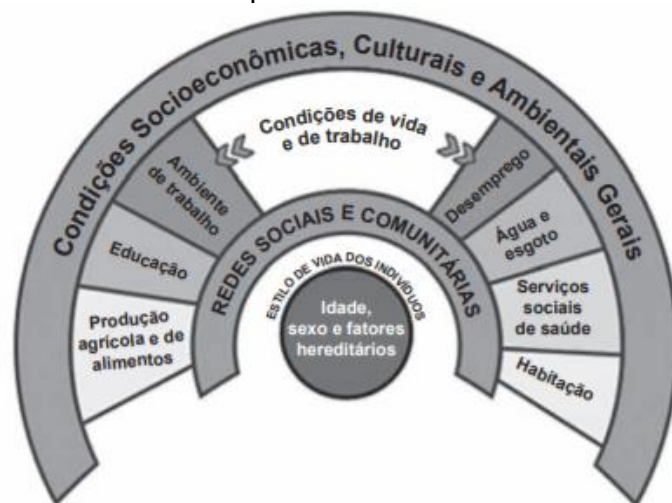 Condições Socioeconômicas, Culturais e Ambientais Gerais
Condições de vida
e de trabalho
Ambiente
de trabalho
Educação
Produção
agrícola e de
alimentos
Desemprego
Água e
esgoto
Serviços
sociais
de saúde
Habitação
REDES SOCIAIS E COMUNITÁRIAS
ESTILO DE VIDA DOS INDIVÍDUOS
Idade,
sexo e fatores
hereditários